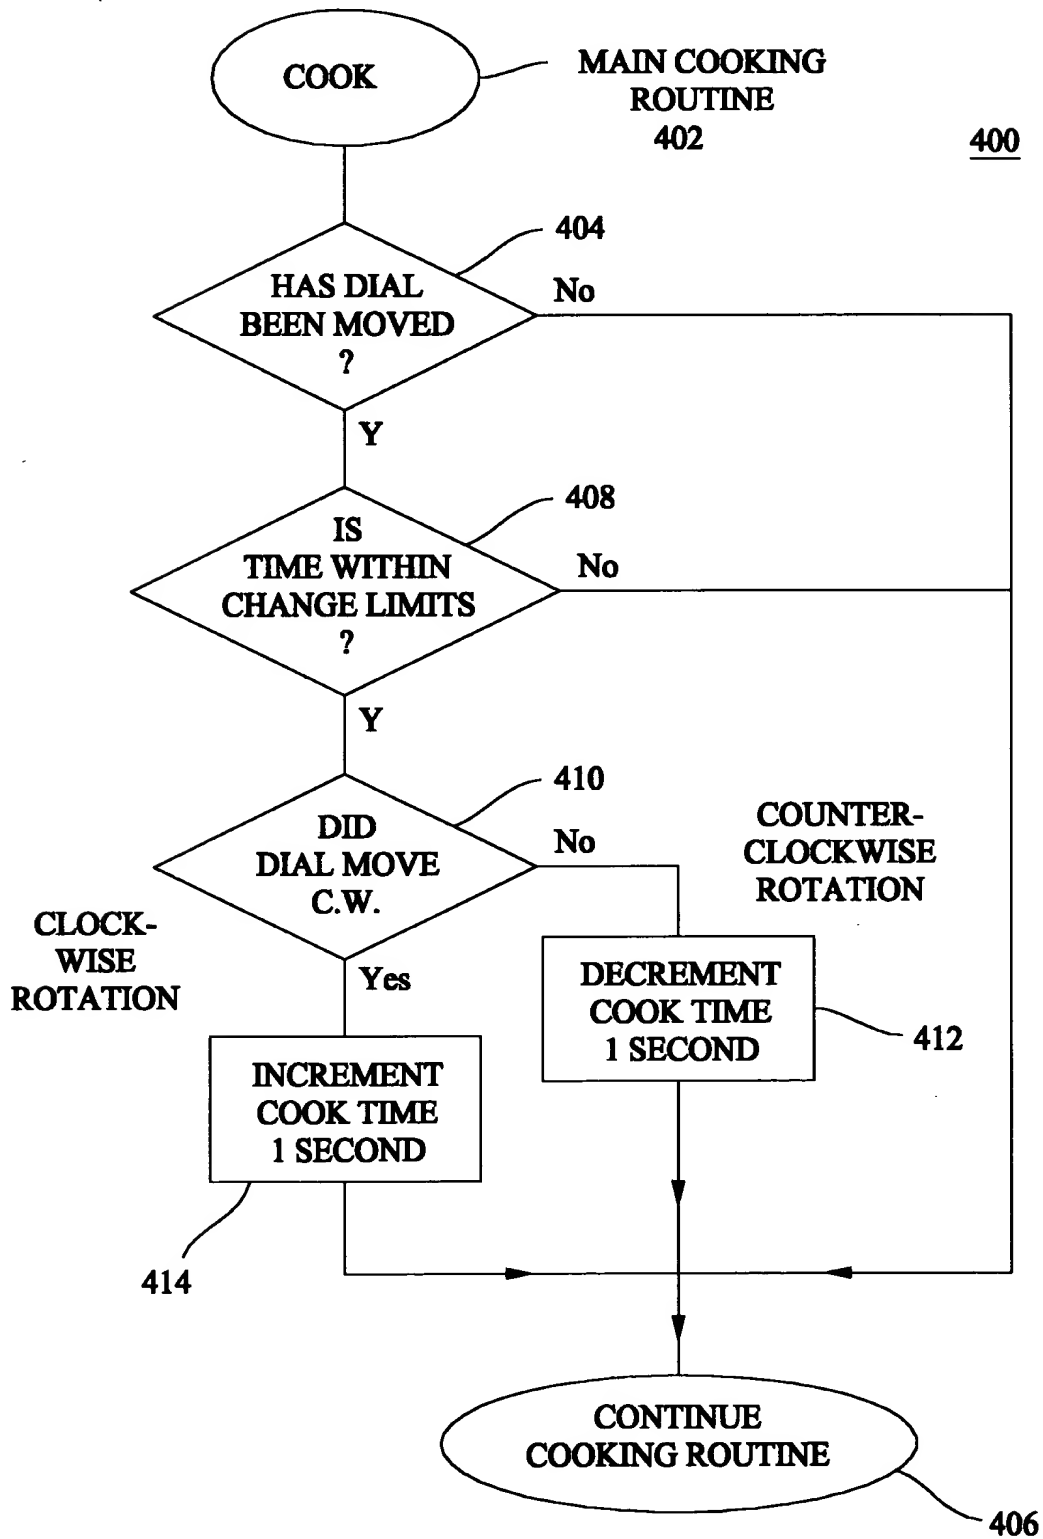 COOK
MAIN COOKING
ROUTINE
402
400
404
HAS DIAL
BEEN MOVED
?
No
Y
408
IS
TIME WITHIN
CHANGE LIMITS
?
No
Y
410
DID
DIAL MOVE
C.W.
No
COUNTER-
CLOCKWISE
ROTATION
CLOCK-
WISE
ROTATION
Yes
DECREMENT
COOK TIME
1 SECOND
412
INCREMENT
COOK TIME
1 SECOND
414
CONTINUE
COOKING ROUTINE
406